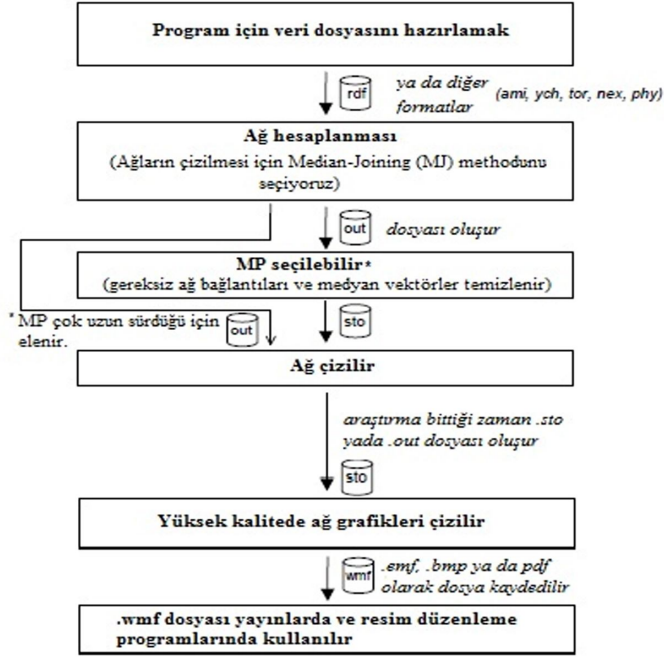 Program için veri dosyasını hazırlamak
rdf
ya da diğer
formatlar
(ami, ych, tor, nex, phy)
Ağ hesaplanması
(Ağların çizilmesi için Median-Joining (MJ) methodunu
seçiyoruz)
out
dosyası oluşur
MP seçilebilir*
(gereksiz ağ bağlantıları ve medyan vektörler temizlenir)
* MP çok uzun sürdüğü için
elenir.
out
sto
Ağ çizilir
araştırma bittiği zaman .sto
yada .out dosyası oluşur
sto
Yüksek kalitede ağ grafikleri çizilir
wmf
.emf, .bmp ya da pdf
olarak dosya kaydedilir
.wmf dosyası yayınlarda ve resim düzenleme
programlarında kullanılır